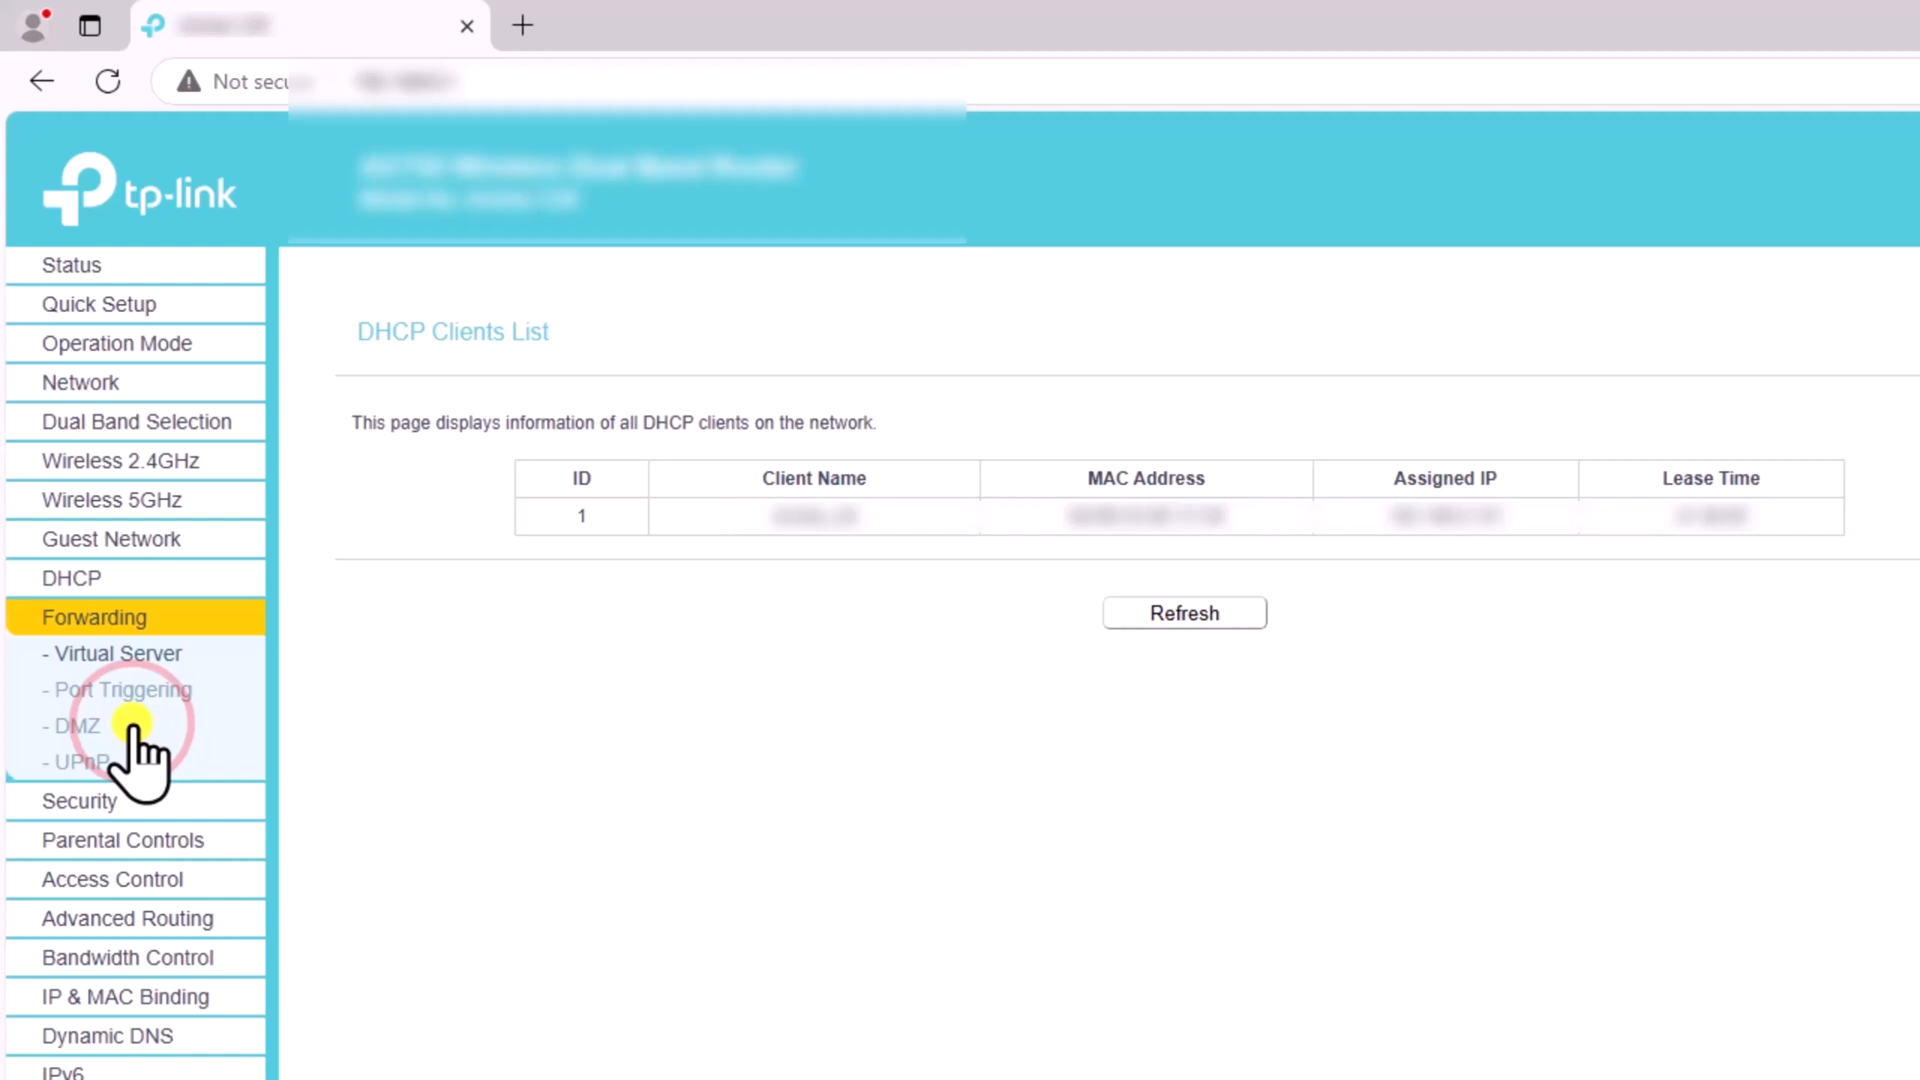 Not secu
tp-link
Status
Quick Setup
Operation Mode
Network
Dual Band Selection
Wireless 2.4GHz
Wireless 5GHz
Guest Network
DHCP
Forwarding
- Virtual Server
- Port Triggering
- DMZ
- UPnP
Security
Parental Controls
Access Control
Advanced Routing
Bandwidth Control
IP & MAC Binding
Dynamic DNS
IPv6
DHCP Clients List
This page displays information of all DHCP clients on the network.
ID Client Name MAC Address Assigned IP Lease Time
1
Refresh